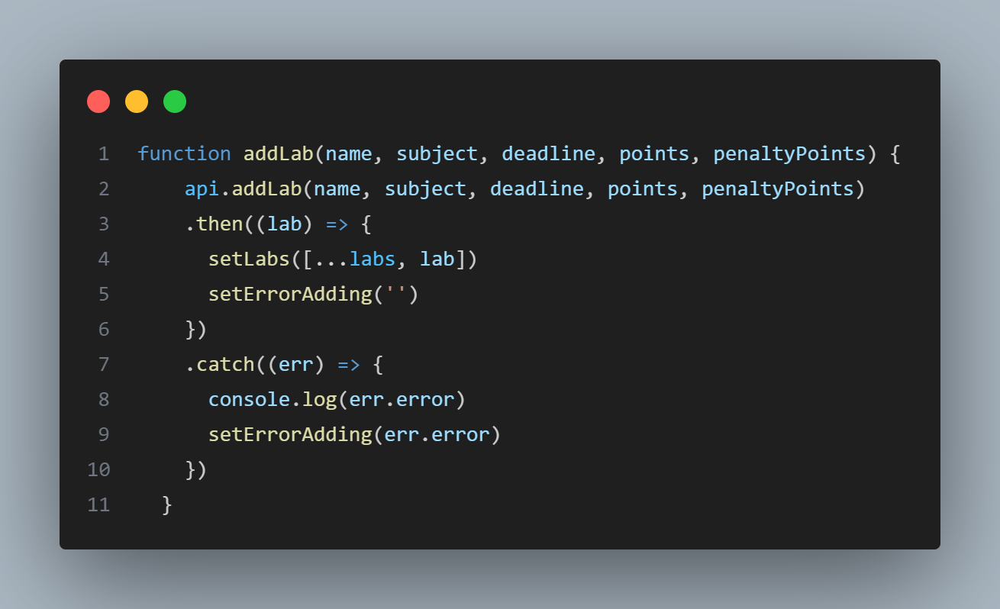 1 function addLab(name, subject, deadline, points, penaltyPoints) {
2     api.addLab(name, subject, deadline, points, penaltyPoints)
3     .then((lab) => {
4       setLabs([...labs, lab])
5       setErrorAdding('')
6     })
7     .catch((err) => {
8       console.log(err.error)
9       setErrorAdding(err.error)
10     })
11   }